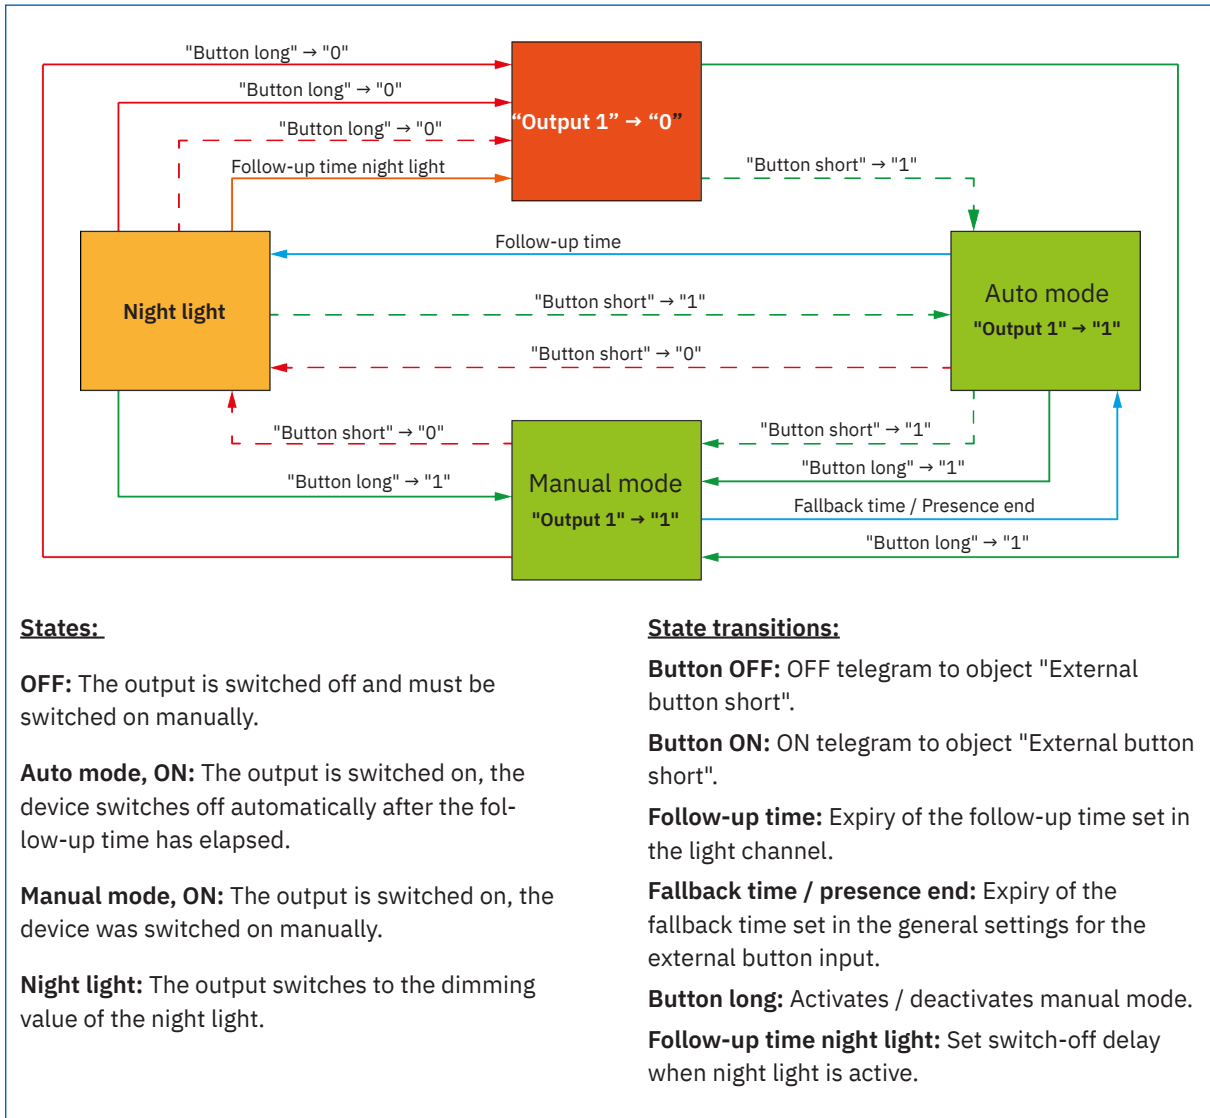 "Button long" → "0"
"Button long" → "0"
"Button long" → "0"
Follow-up time night light
“Output 1” → “0”
"Button short" → "1"
Follow-up time
Night light
"Button short" → "1"
Auto mode
"Output 1" → "1"
"Button short" → "0"
"Button short" → "0"
"Button short" → "1"
"Button long" → "1"
Manual mode
"Output 1" → "1"
"Button long" → "1"
Fallback time / Presence end
"Button long" → "1"
States:
OFF: The output is switched off and must be
switched on manually.
Auto mode, ON: The output is switched on, the
device switches off automatically after the fol-
low-up time has elapsed.
Manual mode, ON: The output is switched on, the
device was switched on manually.
Night light: The output switches to the dimming
value of the night light.
State transitions:
Button OFF: OFF telegram to object "External
button short".
Button ON: ON telegram to object "External button
short".
Follow-up time: Expiry of the follow-up time set in
the light channel.
Fallback time / presence end: Expiry of the
fallback time set in the general settings for the
external button input.
Button long: Activates / deactivates manual mode.
Follow-up time night light: Set switch-off delay
when night light is active.